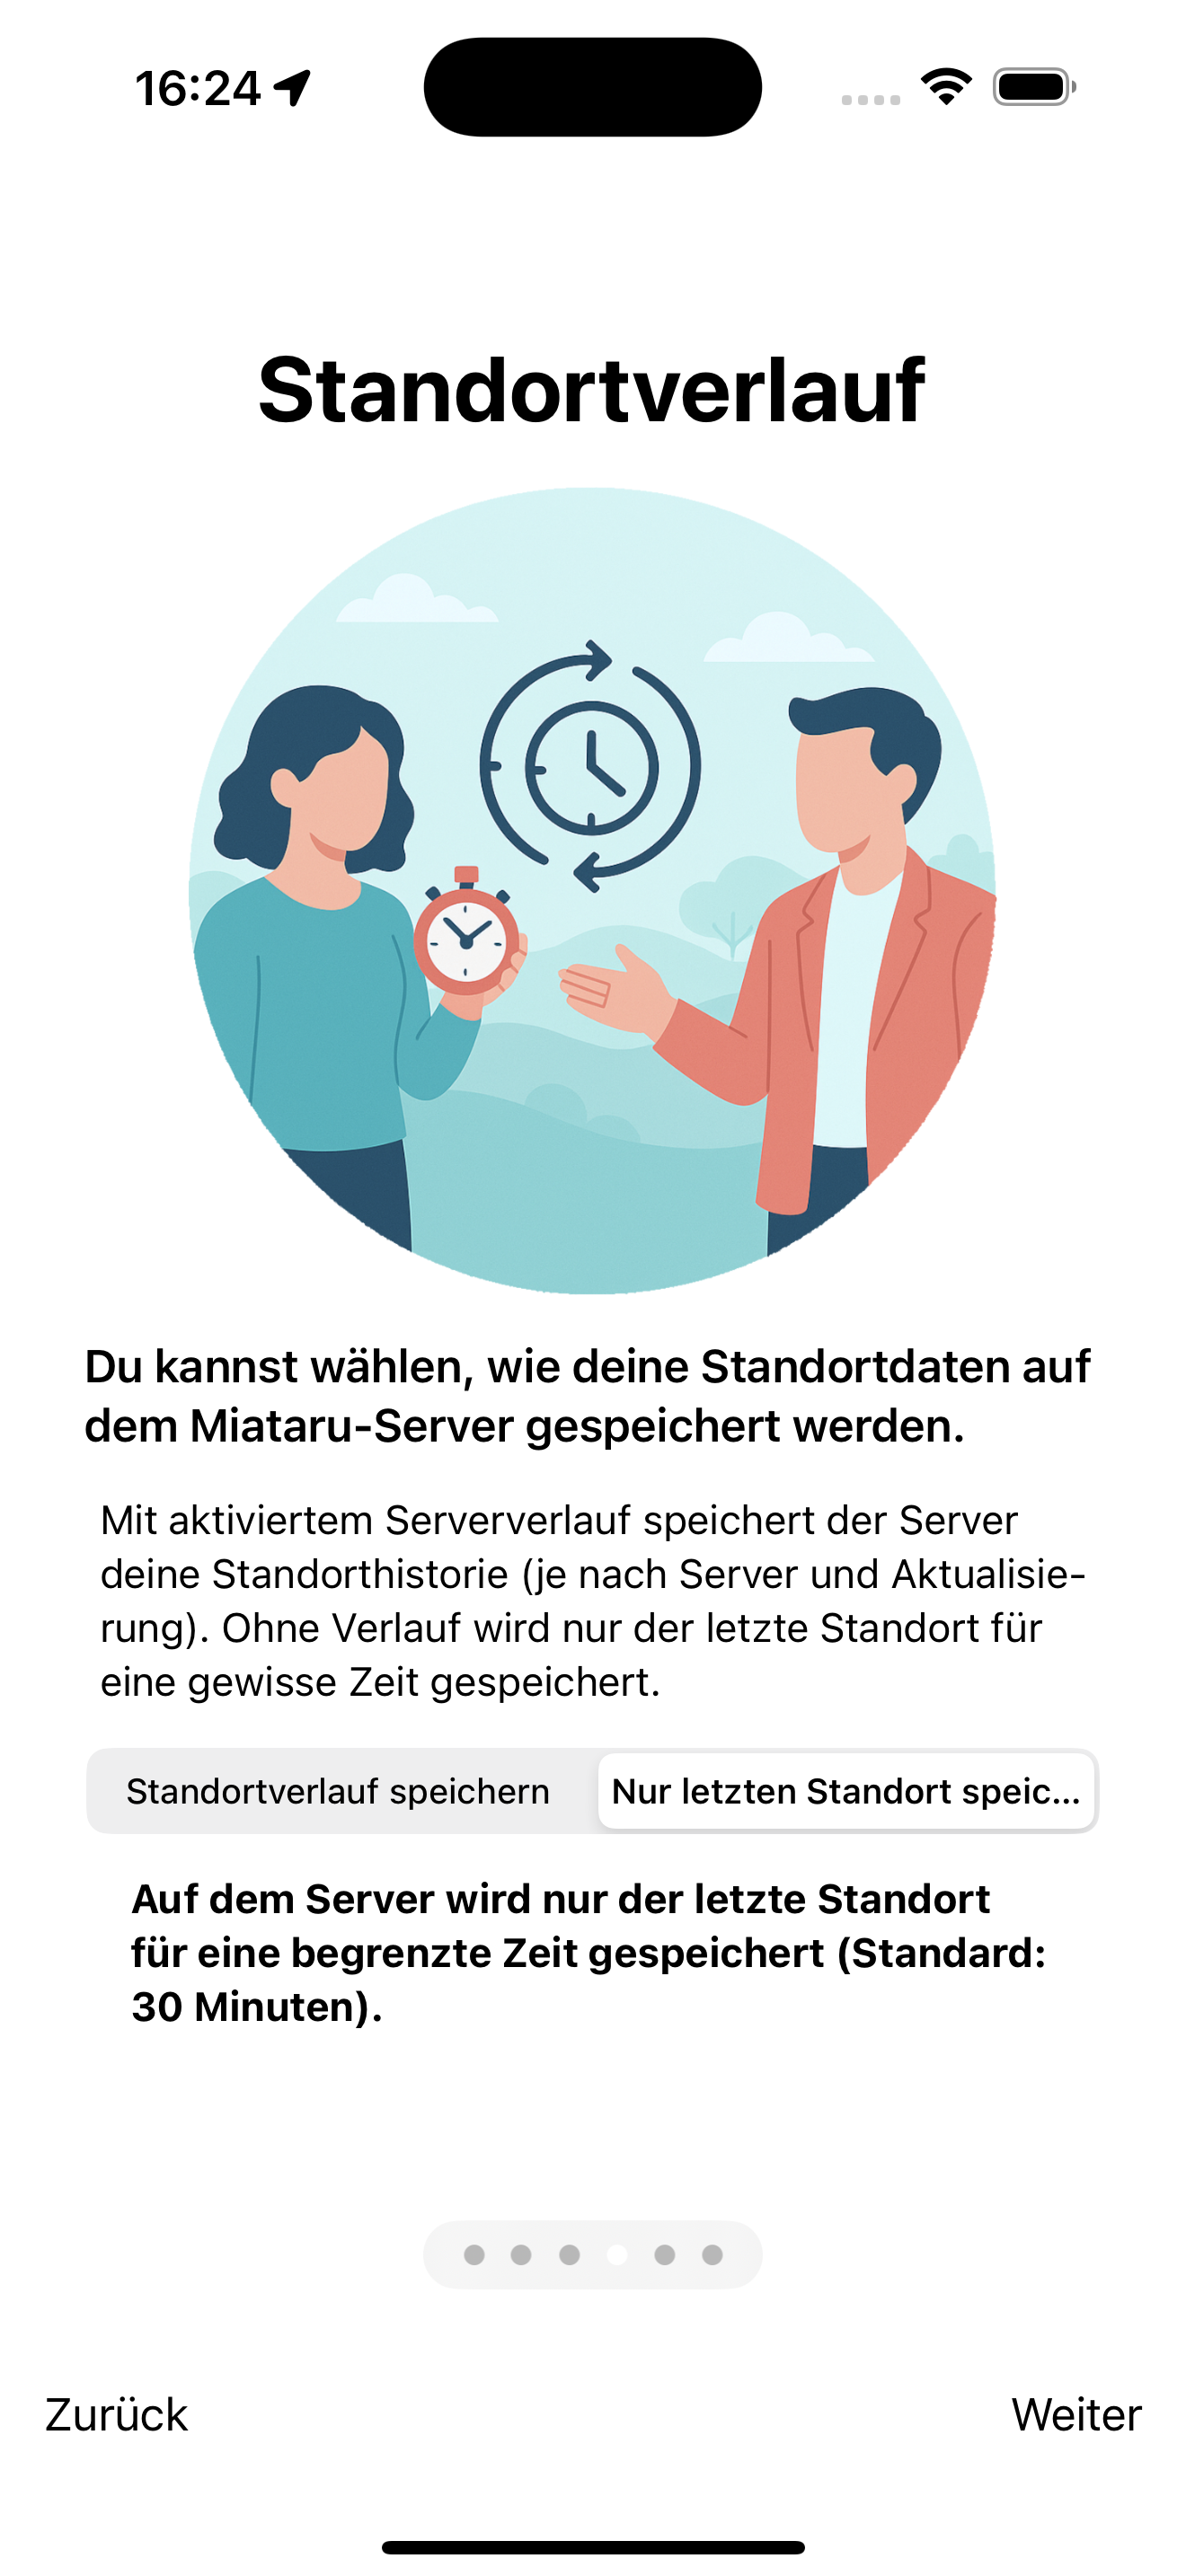 16:24
Standortverlauf
Du kannst wählen, wie deine Standortdaten auf
dem Miataru-Server gespeichert werden.
Mit aktiviertem Serververlauf speichert der Server
deine Standorthistorie (je nach Server und Aktualisie-
rung). Ohne Verlauf wird nur der letzte Standort für
eine gewisse Zeit gespeichert.
Standortverlauf speichern
Nur letzten Standort speic...
Auf dem Server wird nur der letzte Standort
für eine begrenzte Zeit gespeichert (Standard:
30 Minuten).
Zurück
Weiter